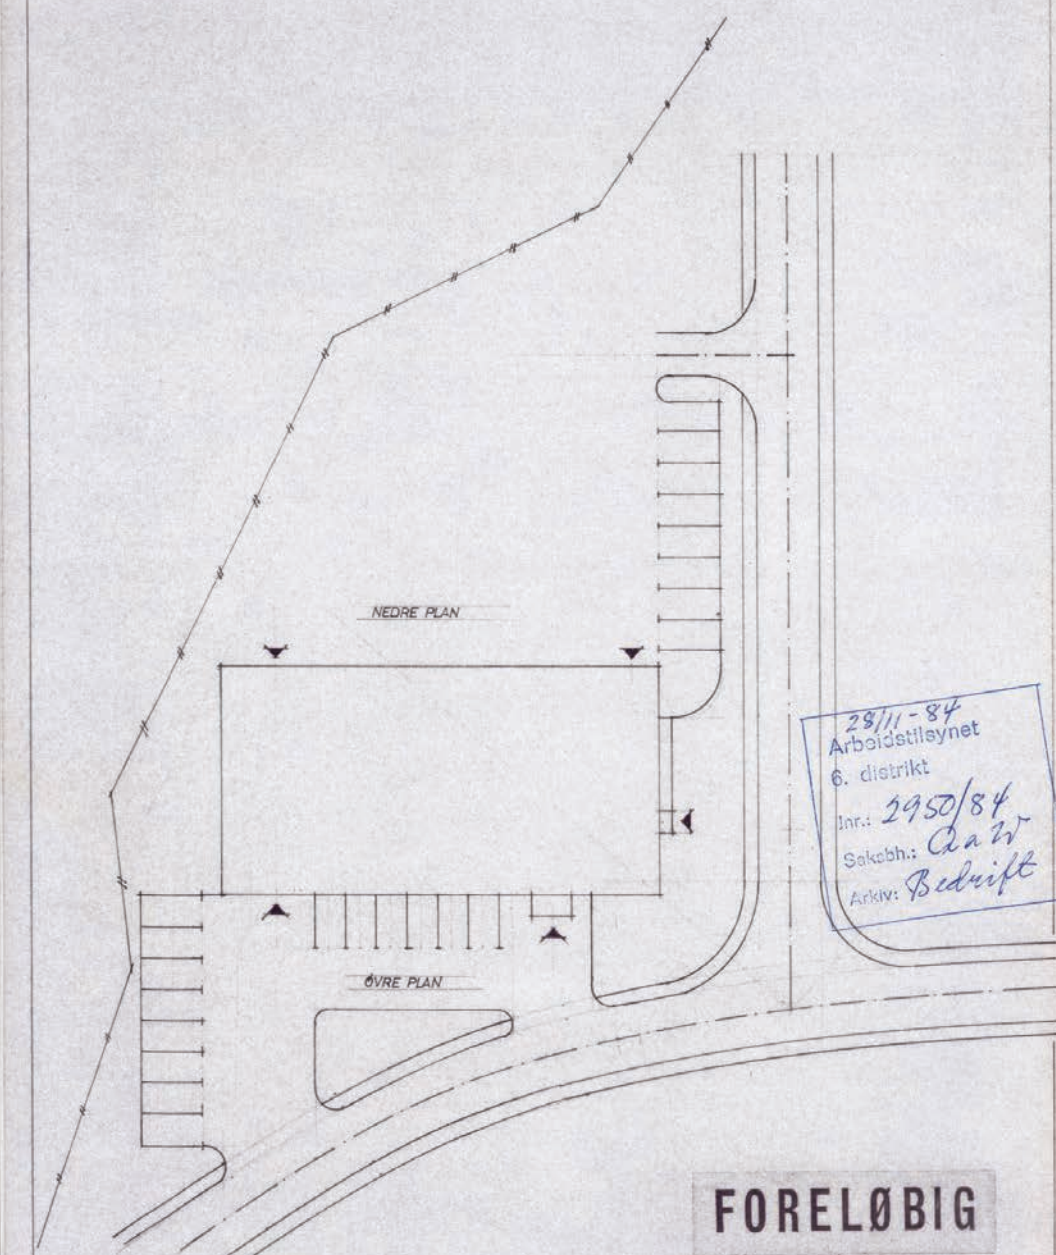 NEDRE PLAN
28/11-84
Arbeidstilsynet
6. distrikt
Jnr.: 2950/84
Saksbh.:
Arkiv: Bedrift
ØVRE PLAN
FORELØBIG